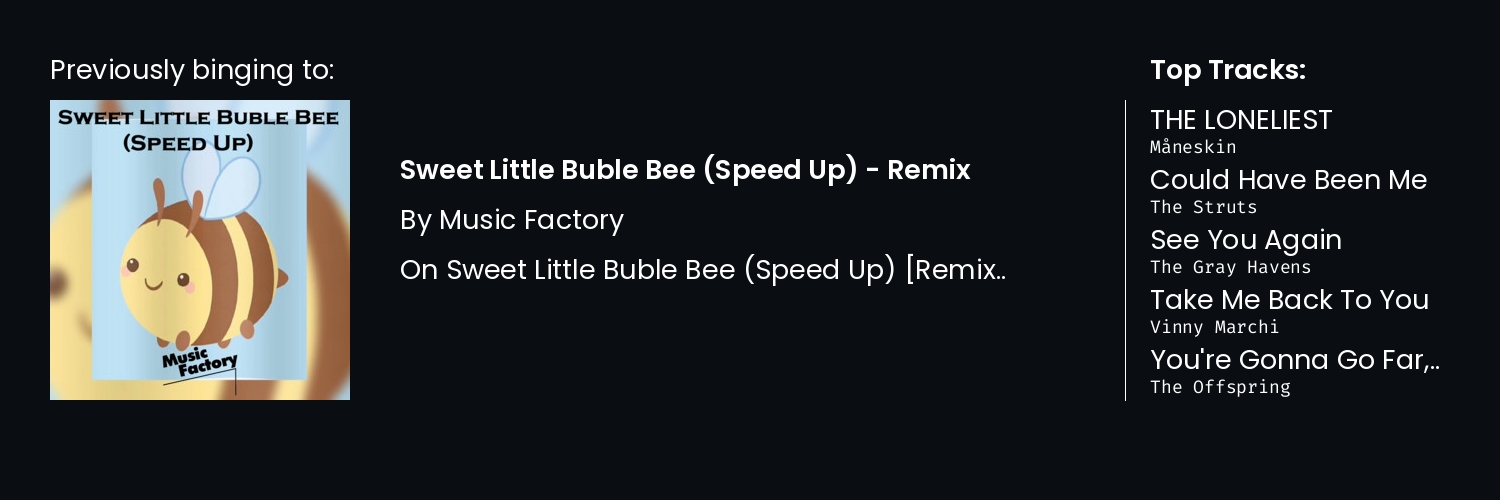 Previously binging to:
Sweet Little Buble Bee
(Speed Up)
Music
Factory
Sweet Little Buble Bee (Speed Up) - Remix
By Music Factory
On Sweet Little Buble Bee (Speed Up) [Remix..
Top Tracks:
THE LONELIEST
Måneskin
Could Have Been Me
The Struts
See You Again
The Gray Havens
Take Me Back To You
Vinny Marchi
You're Gonna Go Far,..
The Offspring